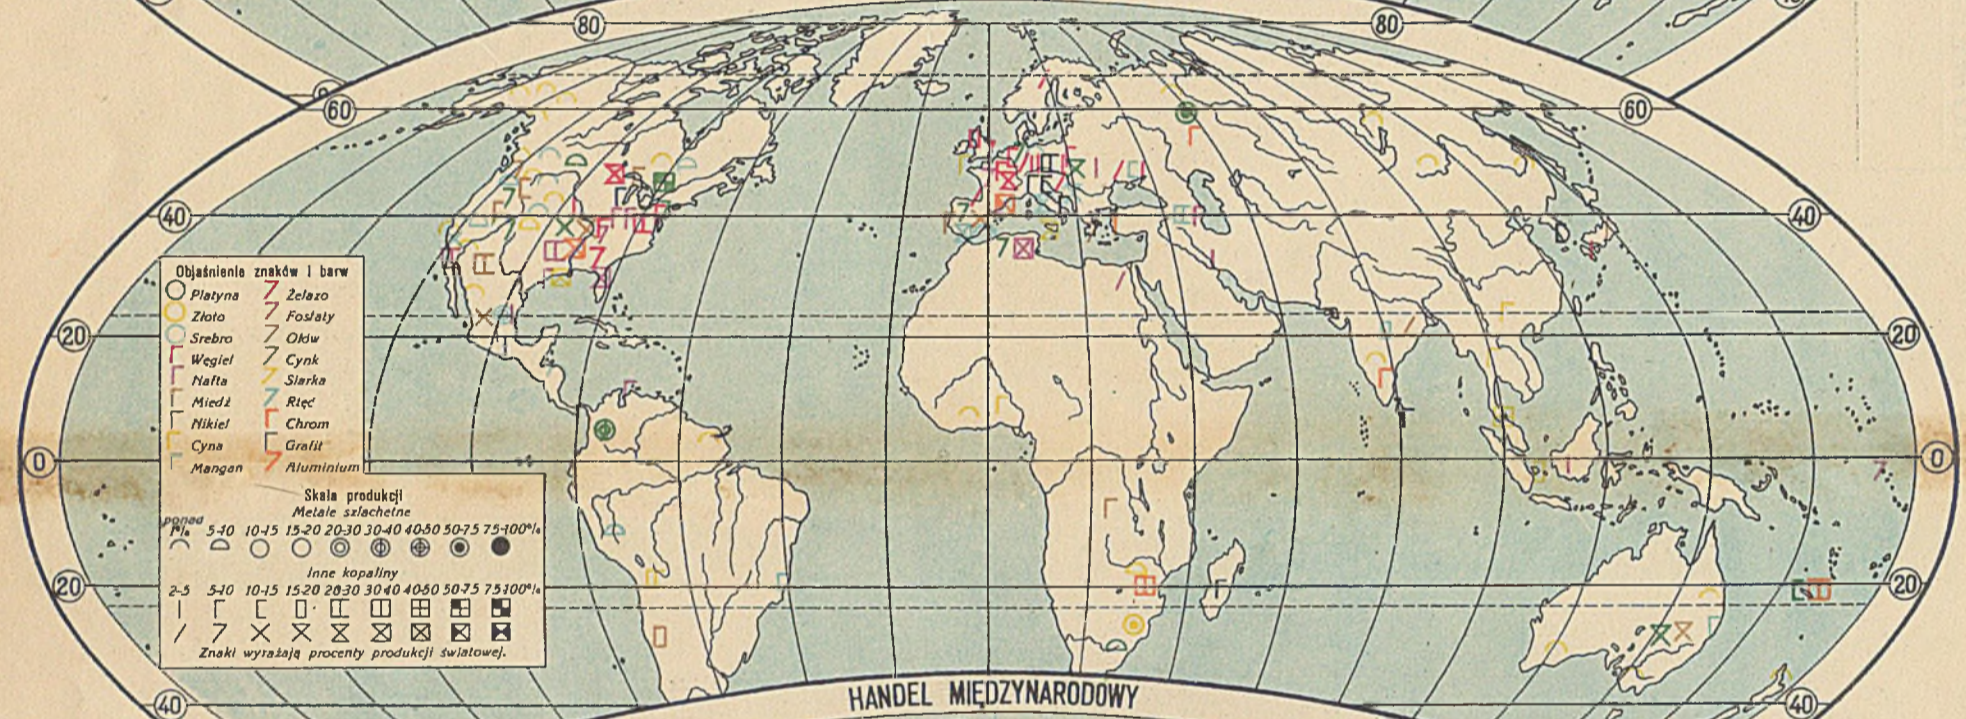 80
80
60
60
40
40
20
20
0
0
20
20
40
40
Objaśnienie znaków i barw
Platyna
Żelazo
Złoto
Fosfaty
Srebro
Ołów
Węgiel
Cynk
Nafta
Siarka
Miedź
Rtęć
Nikiel
Chrom
Cyna
Grafit
Mangan
Aluminium
Skala produkcji
Metale szlachetne
ponad
1% 5-10 10-15 15-20 20-30 30-40 40-50 50-75 75-100%
Inne kopaliny
2-5 5-10 10-15 15-20 20-30 30-40 40-50 50-75 75-100%
Znaki wyrażają procenty produkcji światowej.
HANDEL MIĘDZYNARODOWY